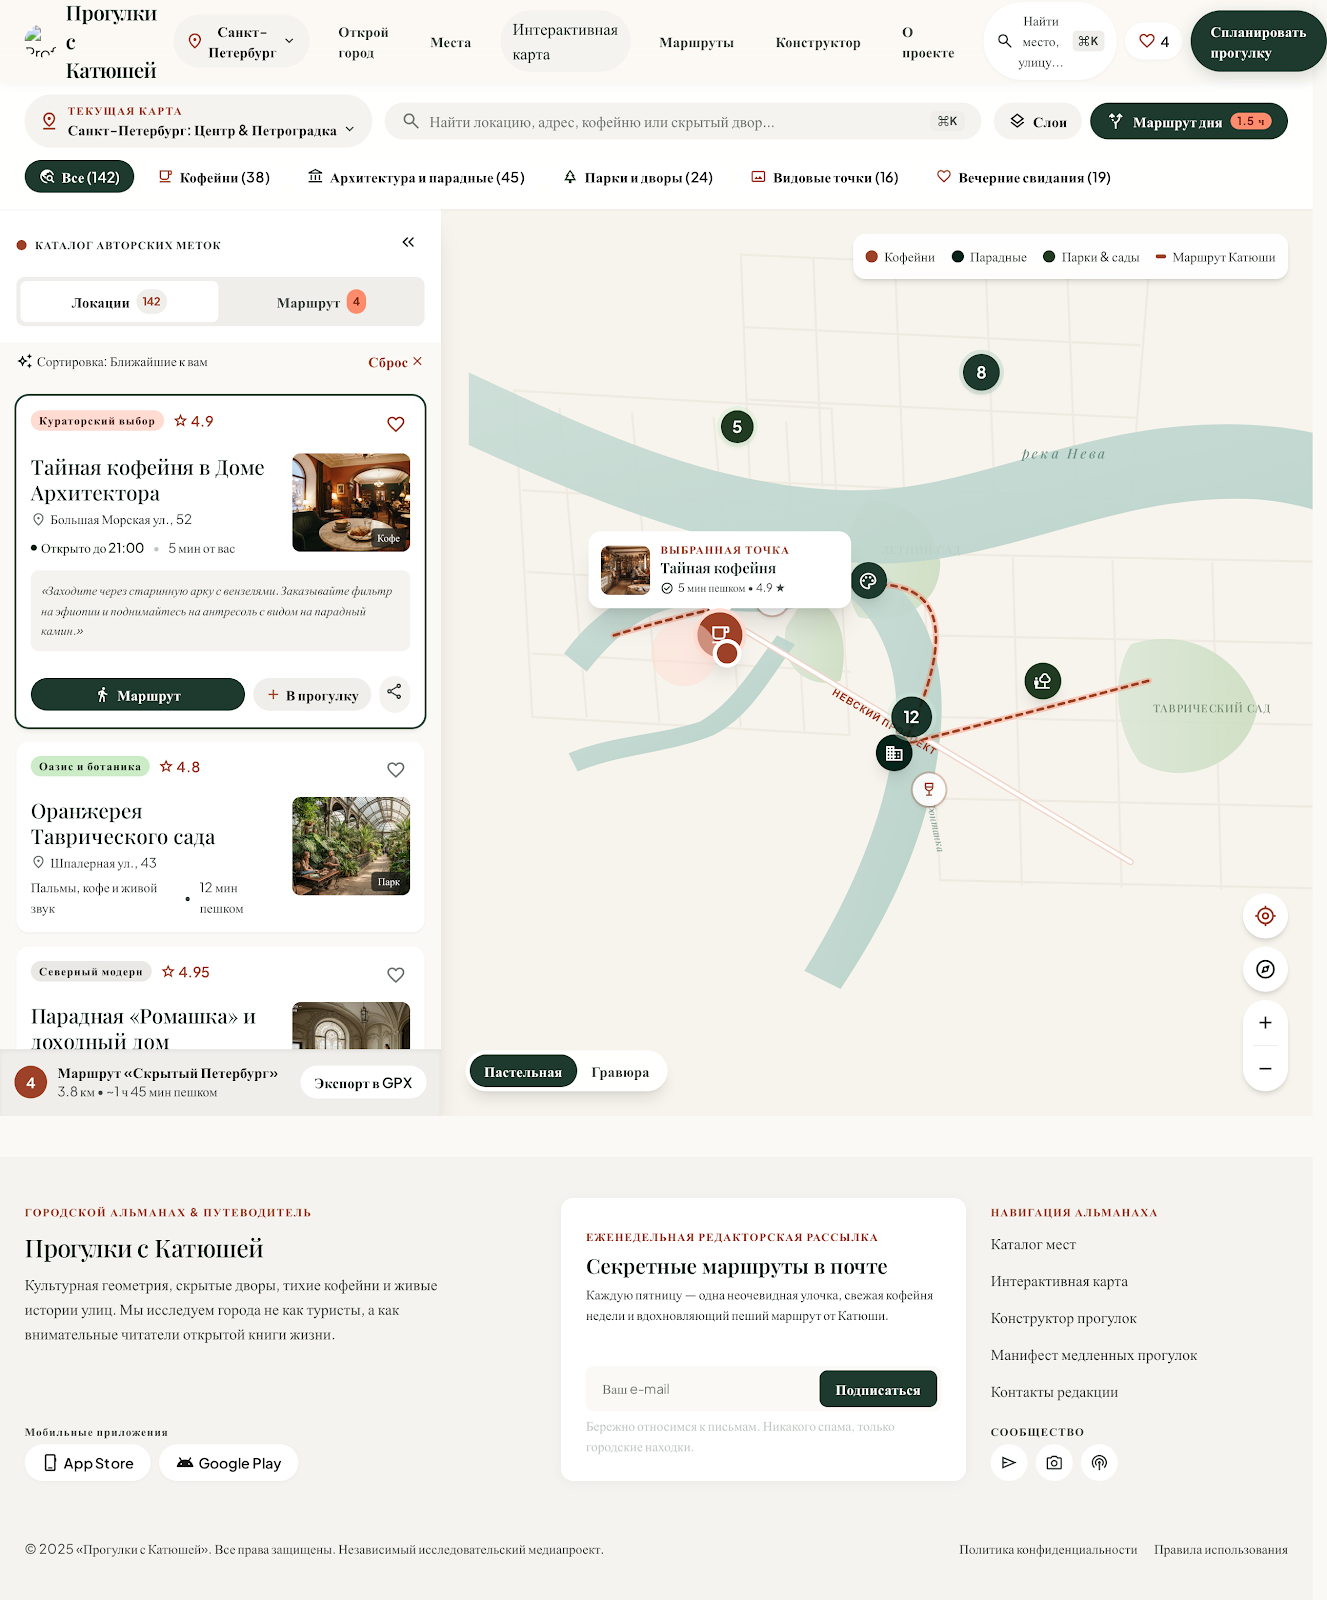 Прогулки
с
Катюшей
Санкт-
Петербург
Открой
город
Места
Интерактивная
карта
Маршруты
Конструктор
О
проекте
Найти
место,
улицу...
⌘K
4
Спланировать
прогулку
ТЕКУЩАЯ КАРТА
Санкт-Петербург: Центр & Петроградка
Найти локацию, адрес, кофейню или скрытый двор...
⌘K
Слои
Маршрут дня 1.5 ч
Все (142)
Кофейни (38)
Архитектура и парадные (45)
Парки и дворы (24)
Видовые точки (16)
Вечерние свидания (19)
КАТАЛОГ АВТОРСКИХ МЕТОК
Локации 142
Маршрут 4
Сортировка: Ближайшие к вам
Сброс ×
Кураторский выбор
4.9
Тайная кофейня в Доме
Архитектора
Большая Морская ул., 52
Открыто до 21:00 • 5 мин от вас
Кофе
«Заходите через старинную арку с вензелями. Заказывайте фильтр
на эфиопии и поднимайтесь на антресоль с видом на парадный
камин.»
Маршрут
+ В прогулку
Оазис и ботаника
4.8
Оранжерея
Таврического сада
Шпалерная ул., 43
Пальмы, кофе и живой
звук
•
12 мин
пешком
Парк
Северный модерн
4.95
Парадная «Ромашка» и
доходный дом
4
Маршрут «Скрытый Петербург»
3.8 км • ~1 ч 45 мин пешком
Экспорт в GPX
Кофейни
Парадные
Парки & сады
Маршрут Катюши
8
5
река Нева
ВЫБРАННАЯ ТОЧКА
Тайная кофейня
5 мин пешком • 4.9 ★
12
ТАВРИЧЕСКИЙ САД
Пастельная
Гравюра
+
−
ГОРОДСКОЙ АЛЬМАНАХ & ПУТЕВОДИТЕЛЬ
Прогулки с Катюшей
Культурная геометрия, скрытые дворы, тихие кофейни и живые
истории улиц. Мы исследуем города не как туристы, а как
внимательные читатели открытой книги жизни.
Мобильные приложения
App Store
Google Play
ЕЖЕНЕДЕЛЬНАЯ РЕДАКТОРСКАЯ РАССЫЛКА
Секретные маршруты в почте
Каждую пятницу — одна неочевидная улочка, свежая кофейня
недели и вдохновляющий пеший маршрут от Катюши.
Ваш e-mail
Подписаться
Бережно относимся к письмам. Никакого спама, только
городские находки.
НАВИГАЦИЯ АЛЬМАНАХА
Каталог мест
Интерактивная карта
Конструктор прогулок
Манифест медленных прогулок
Контакты редакции
СООБЩЕСТВО
© 2025 «Прогулки с Катюшей». Все права защищены. Независимый исследовательский медиапроект.
Политика конфиденциальности
Правила использования